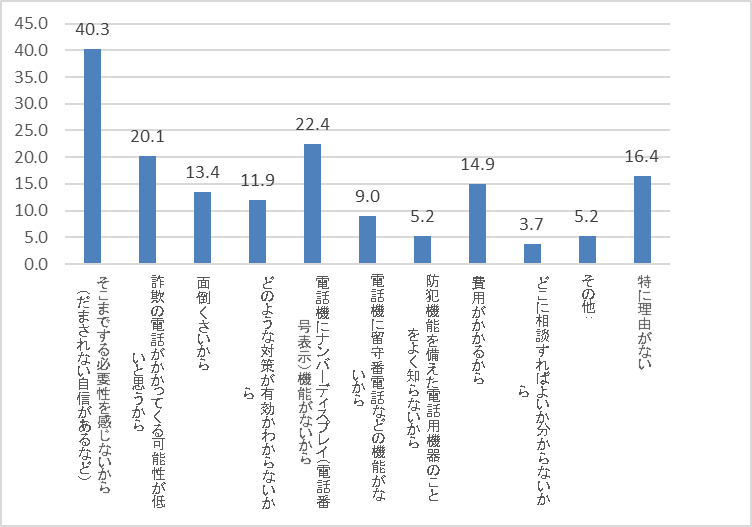 45.0
40.0
35.0
30.0
25.0
20.0
15.0
10.0
5.0
0.0
40.3
20.1
13.4
11.9
22.4
9.0
5.2
14.9
3.7
5.2
16.4
そこまでする必要性を感じないから
(だまされない自信があるなど)
詐欺の電話がかかってくる可能性が低
いと思うから
面倒くさいから
どのような対策が有効かわからないか
ら
電話機にナンバーディスプレイ(電話番
号表示)機能がないから
電話機に留守番電話などの機能がな
いから
防犯機能を備えた電話用機器のこと
をよく知らないから
費用がかかるから
どこに相談すればよいか分からないか
ら
その他
特に理由がない